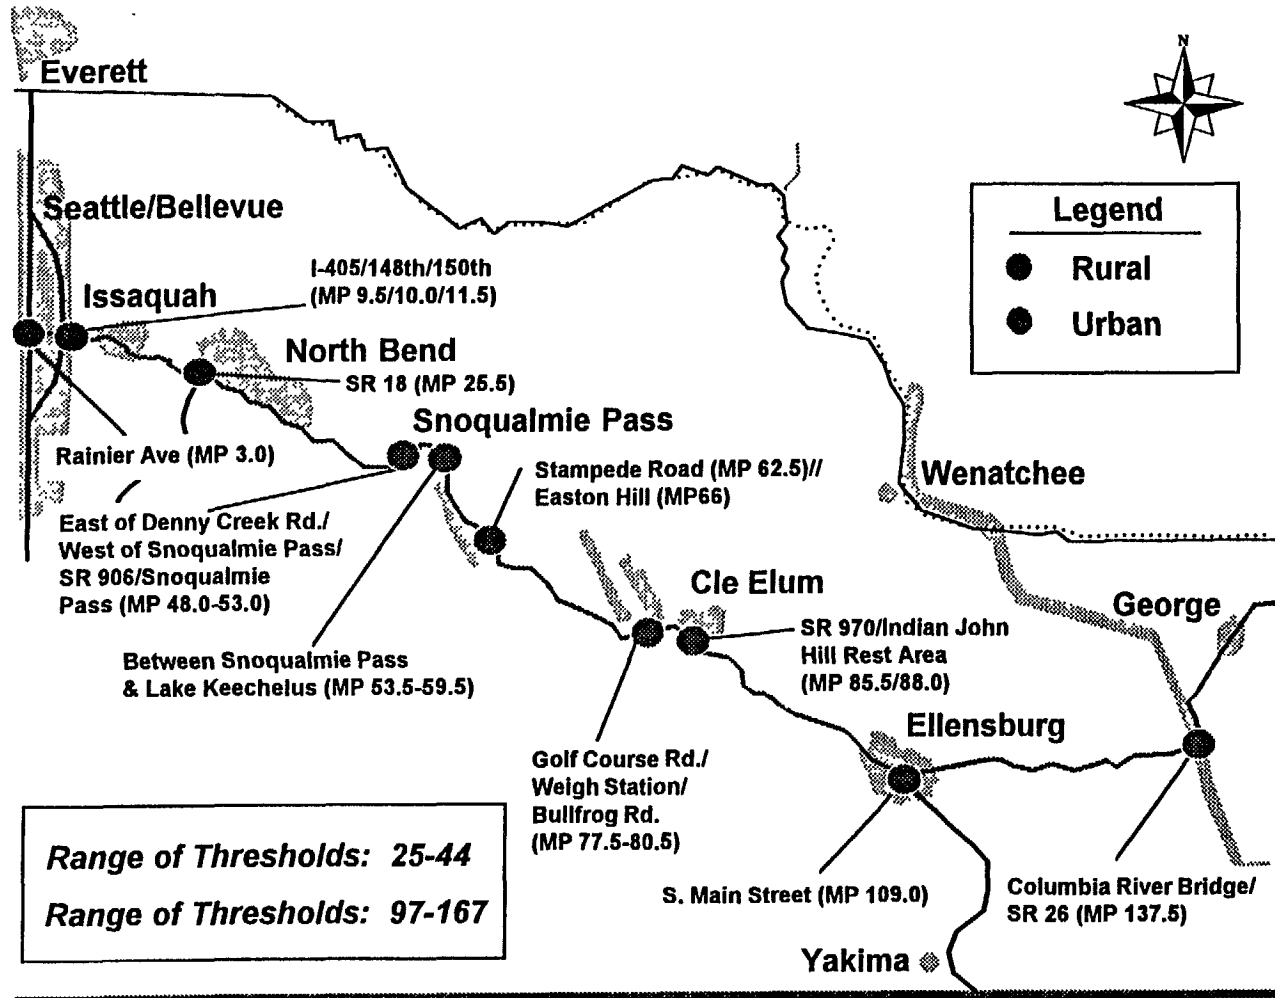 N
Everett
Seattle/Bellevue
Legend
Rural
Urban
I-405/148th/150th
(MP 9.5/10.0/11.5)
Issaquah
North Bend
SR 18 (MP 25.5)
Snoqualmie Pass
Rainier Ave (MP 3.0)
Stampede Road (MP 62.5)//
Easton Hill (MP66)
Wenatchee
East of Denny Creek Rd./
West of Snoqualmie Pass/
SR 906/Snoqualmie
Pass (MP 48.0-53.0)
Cle Elum
George
SR 970/Indian John
Hill Rest Area
(MP 85.5/88.0)
Between Snoqualmie Pass
& Lake Keechelus (MP 53.5-59.5)
Ellensburg
Golf Course Rd./
Weigh Station/
Bullfrog Rd.
(MP 77.5-80.5)
Range of Thresholds: 25-44
Range of Thresholds: 97-167
S. Main Street (MP 109.0)
Columbia River Bridge/
SR 26 (MP 137.5)
Yakima